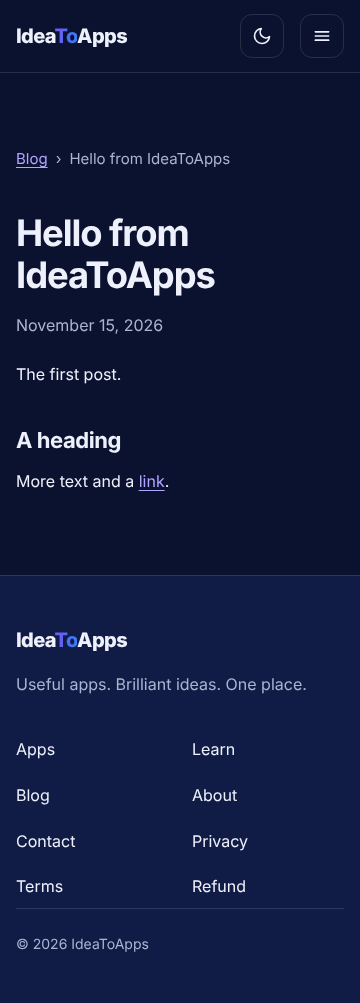 IdeaToApps
Blog › Hello from IdeaToApps
Hello from
IdeaToApps
November 15, 2026
The first post.
A heading
More text and a link.
IdeaToApps
Useful apps. Brilliant ideas. One place.
Apps Learn
Blog About
Contact Privacy
Terms Refund
© 2026 IdeaToApps